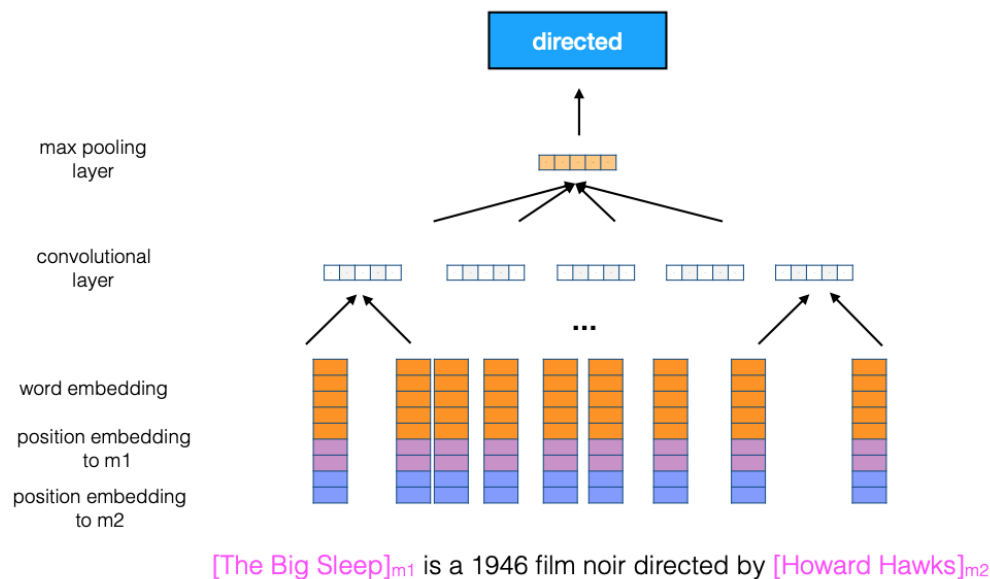 directed
max pooling
layer
convolutional
layer
...
word embedding
position embedding
to m1
position embedding
to m2
[The Big Sleep]m1 is a 1946 film noir directed by [Howard Hawks]m2